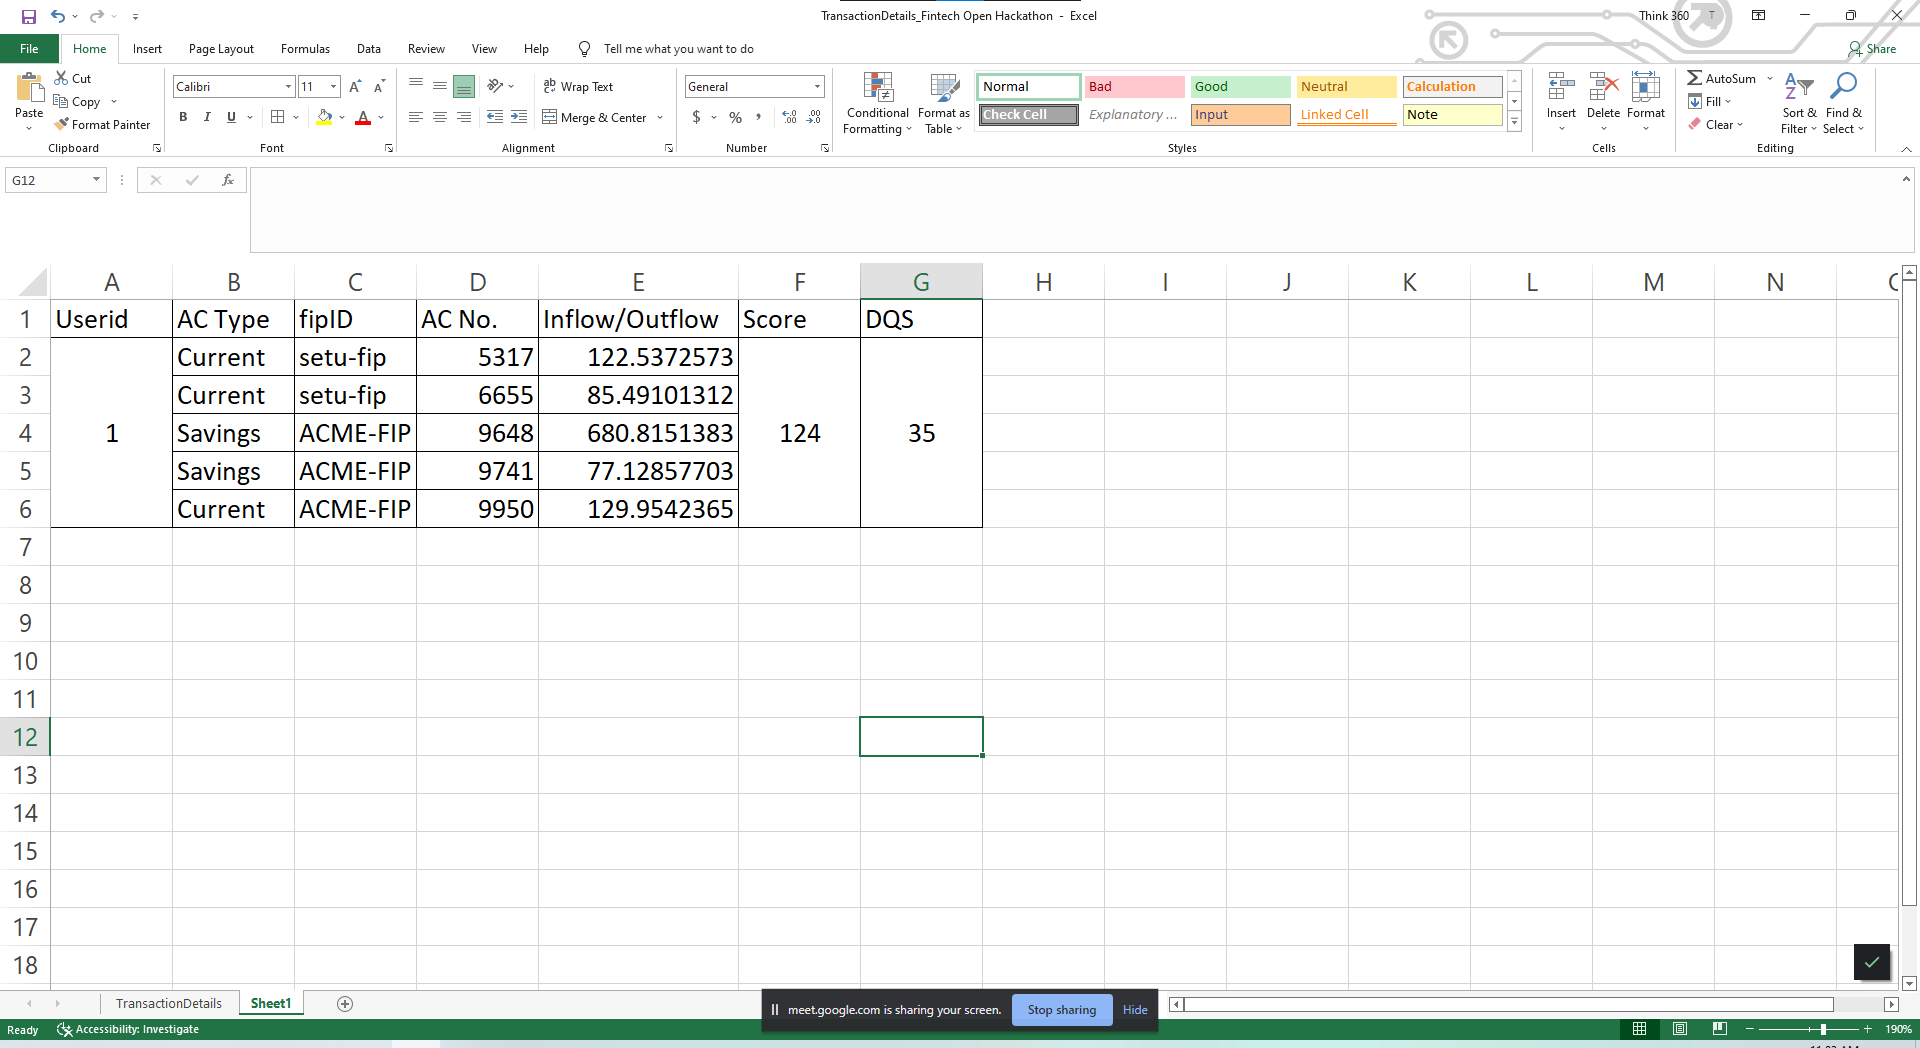 TransactionDetails_Fintech Open Hackathon - Excel
Think 360
T
File Home Insert Page Layout Formulas Data Review View Help Tell me what you want to do
Share
Paste
Cut
Copy
Format Painter
Clipboard
Calibri 11
B I U
Font
Wrap Text
Merge & Center
Alignment
General
$ % ,
Number
Conditional
Formatting
Format as
Table
Normal Bad Good Neutral Calculation
Check Cell Explanatory ... Input Linked Cell Note
Styles
Insert Delete Format
Cells
AutoSum
Fill
Clear
Sort &
Filter
Find &
Select
Editing
G12
fx
A B C D E F G H I J K L M N
1 Userid AC Type fipID AC No. Inflow/Outflow Score DQS
2 Current setu-fip 5317 122.5372573
3 Current setu-fip 6655 85.49101312
4 1 Savings ACME-FIP 9648 680.8151383 124 35
5 Savings ACME-FIP 9741 77.12857703
6 Current ACME-FIP 9950 129.9542365
7
8
9
10
11
12
13
14
15
16
17
18
TransactionDetails Sheet1
meet.google.com is sharing your screen. Stop sharing Hide
Ready Accessibility: Investigate
190%